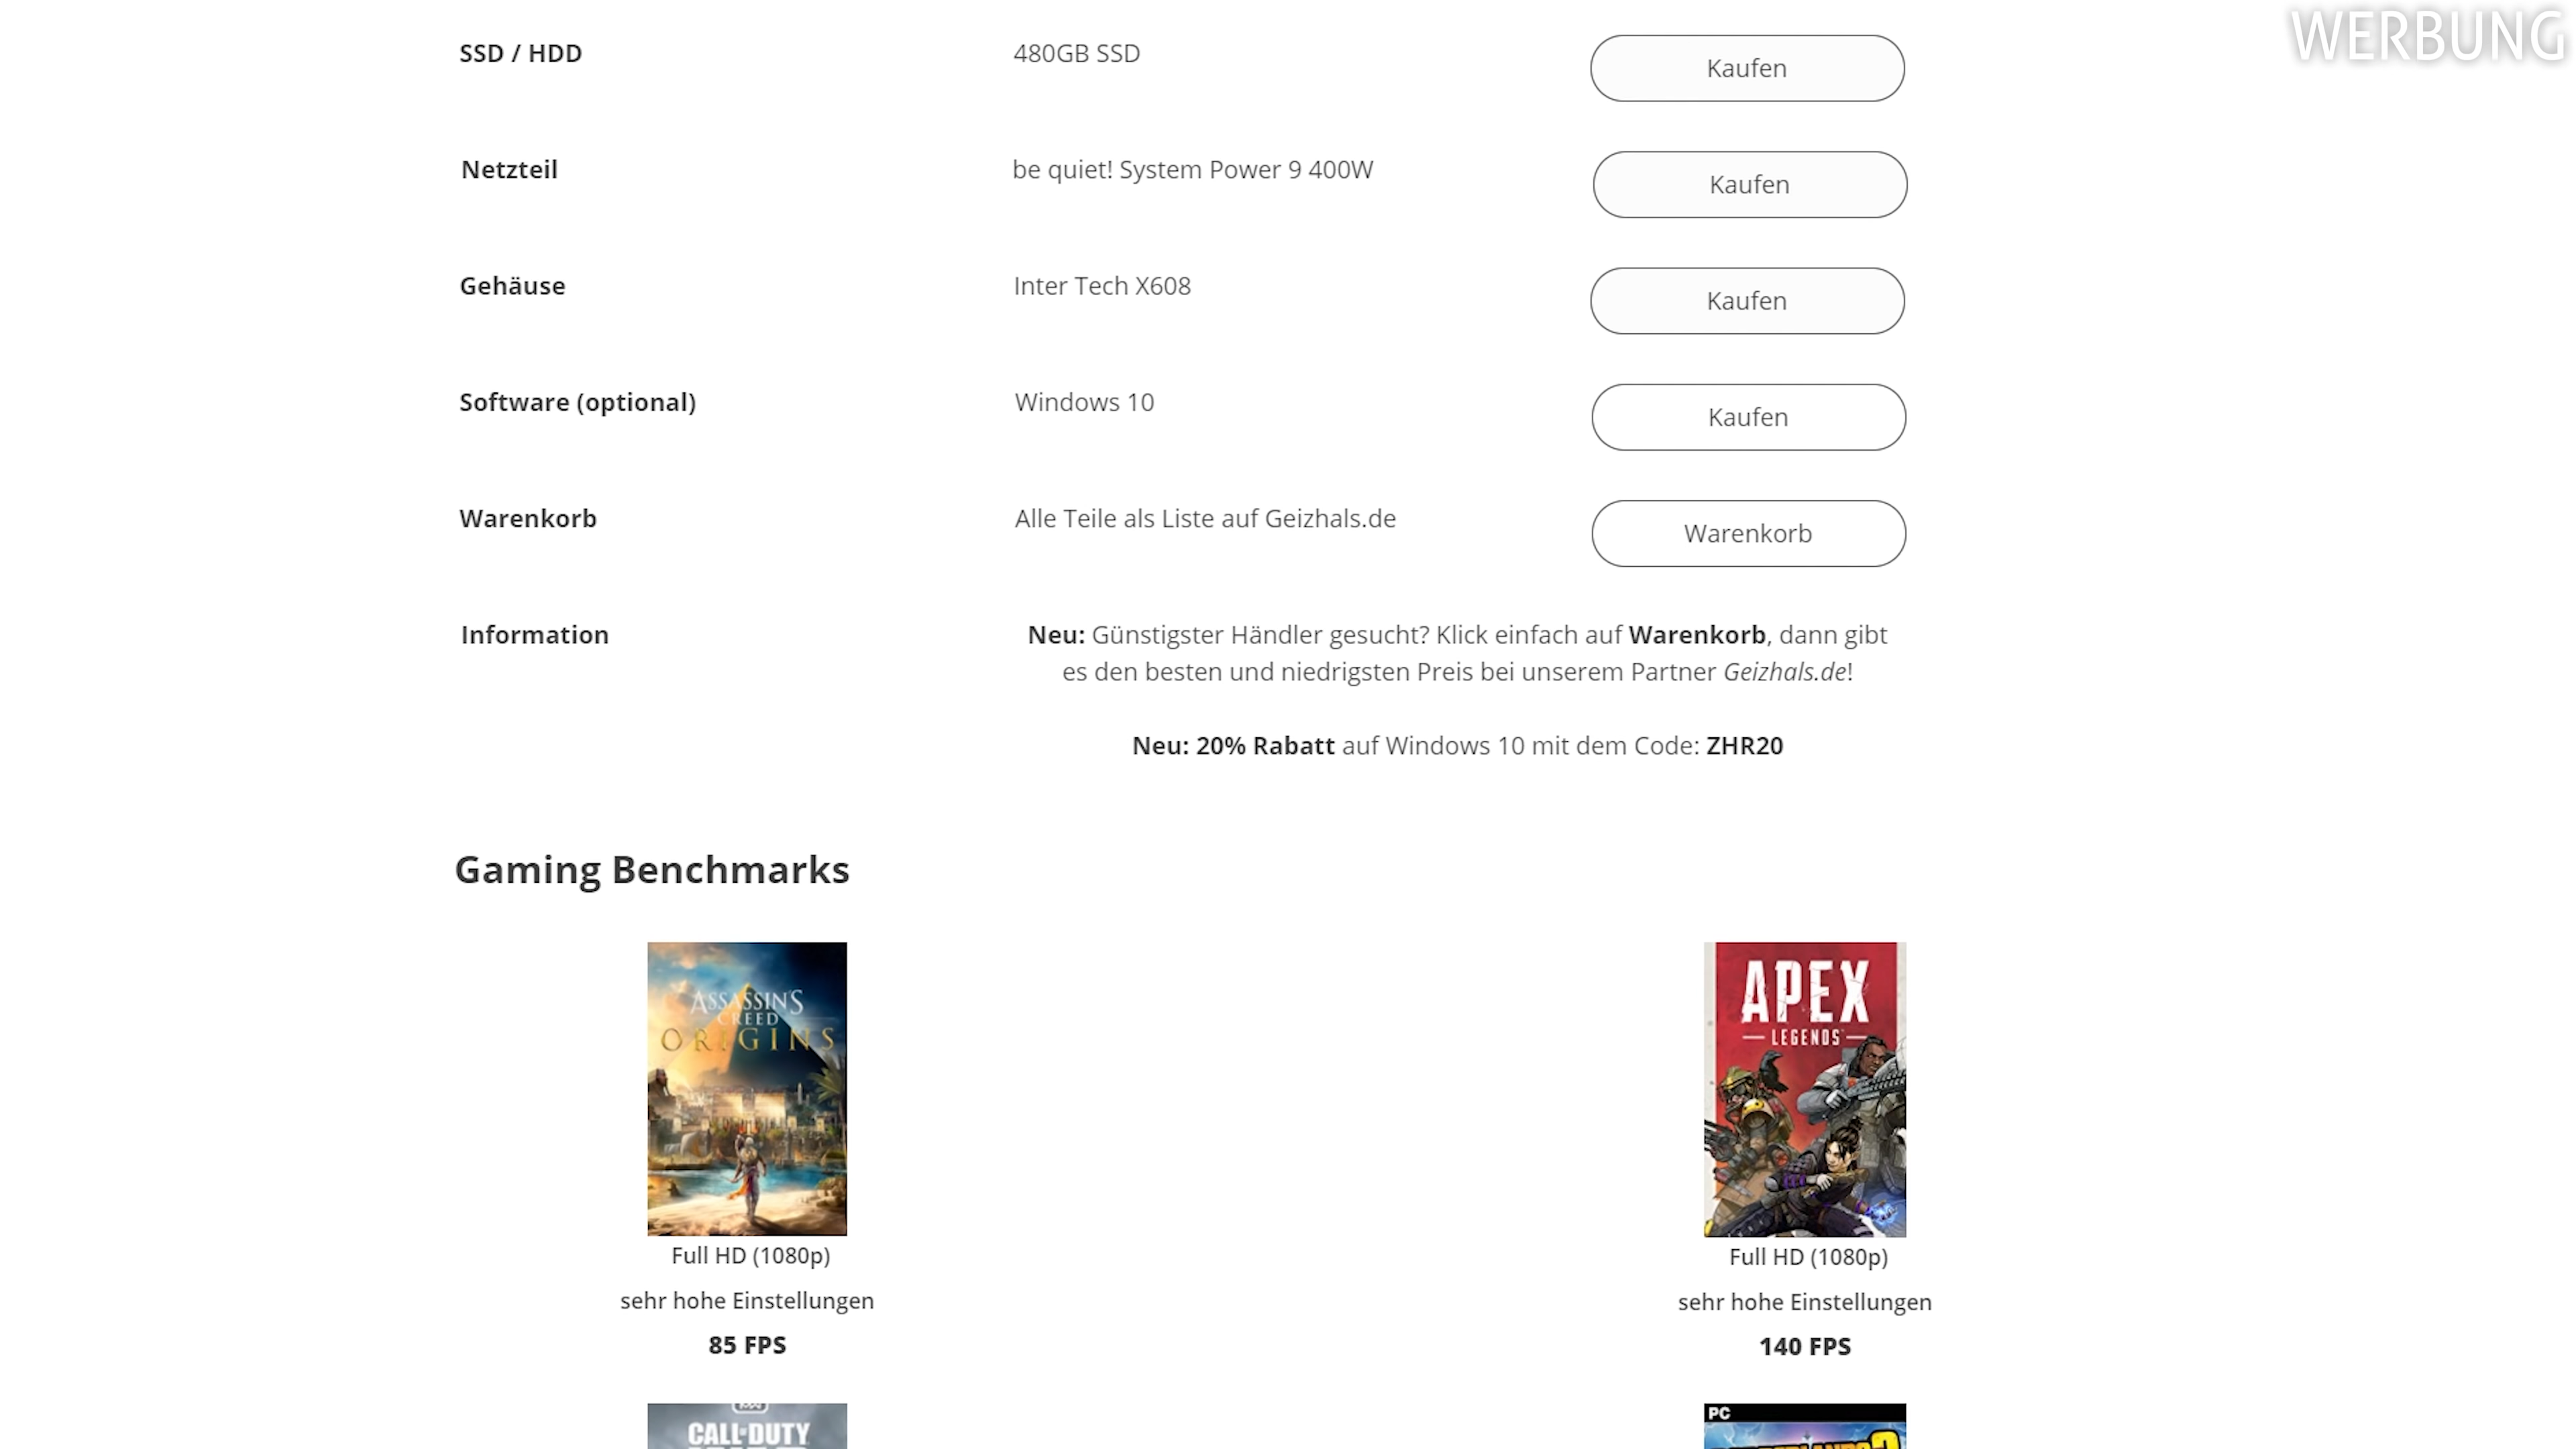 WERBUNG
SSD / HDD 480GB SSD Kaufen
Netzteil be quiet! System Power 9 400W Kaufen
Gehäuse Inter Tech X608 Kaufen
Software (optional) Windows 10 Kaufen
Warenkorb Alle Teile als Liste auf Geizhals.de Warenkorb
Information Neu: Günstigster Händler gesucht? Klick einfach auf Warenkorb, dann gibt
es den besten und niedrigsten Preis bei unserem Partner Geizhals.de!
Neu: 20% Rabatt auf Windows 10 mit dem Code: ZHR20
Gaming Benchmarks
ASSASSIN'S
CREED
ORIGINS
Full HD (1080p)
sehr hohe Einstellungen
85 FPS
APEX
LEGENDS
Full HD (1080p)
sehr hohe Einstellungen
140 FPS
CALL OF DUTY
PC